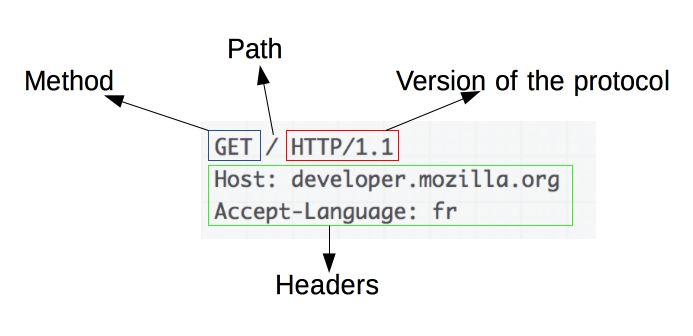 Path
Method
Version of the protocol
GET / HTTP/1.1
Host: developer.mozilla.org
Accept-Language: fr
Headers